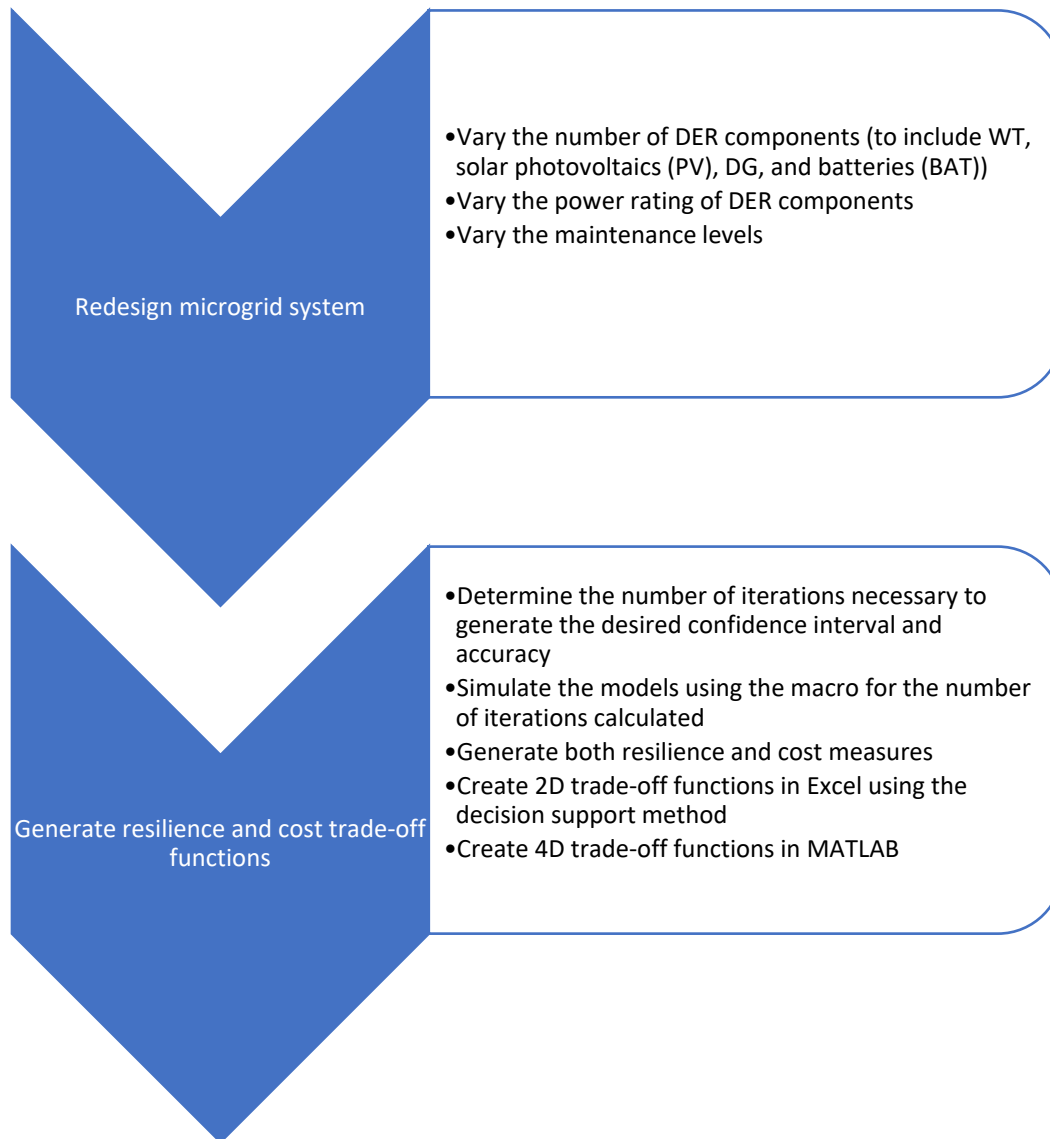 Redesign microgrid system
•Vary the number of DER components (to include WT,
solar photovoltaics (PV), DG, and batteries (BAT))
•Vary the power rating of DER components
•Vary the maintenance levels
Generate resilience and cost trade-off
functions
•Determine the number of iterations necessary to
generate the desired confidence interval and
accuracy
•Simulate the models using the macro for the number
of iterations calculated
•Generate both resilience and cost measures
•Create 2D trade-off functions in Excel using the
decision support method
•Create 4D trade-off functions in MATLAB